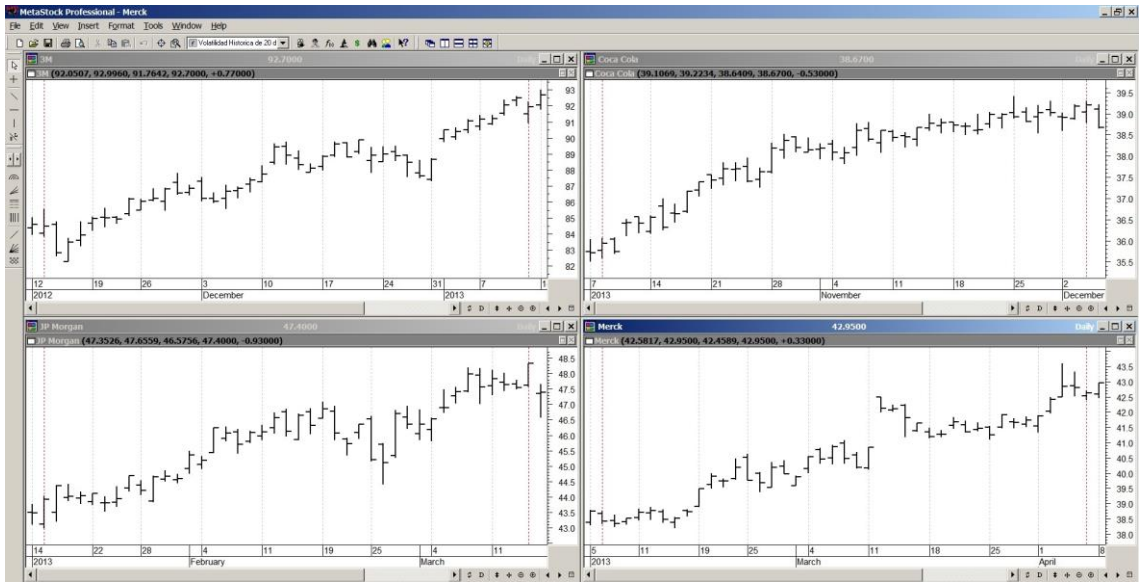 MetaStock Professional - Merck
File Edit View Insert Format Tools Window Help
Volatilidad Historica de 20 d
3M 92.7000 Daily
3M (92.0507, 92.9960, 91.7642, 92.7000, +0.77000)
93
92
91
90
89
88
87
86
85
84
83
82
12 19 26 3 10 17 24 31 7 1
2012 December 2013
Coca Cola 38.6700 Daily
Coca Cola (39.1069, 39.2234, 38.6409, 38.6700, -0.53000)
39.5
39.0
38.5
38.0
37.5
37.0
36.5
36.0
35.5
7 14 21 28 4 11 18 25 2
2013 November December
JP Morgan 47.4000 Daily
JP Morgan (47.3526, 47.6559, 46.5756, 47.4000, -0.93000)
48.5
48.0
47.5
47.0
46.5
46.0
45.5
45.0
44.5
44.0
43.5
43.0
14 22 28 4 11 19 25 4 11
2013 February March
Merck 42.9500 Daily
Merck (42.5817, 42.9500, 42.4589, 42.9500, +0.33000)
43.5
43.0
42.5
42.0
41.5
41.0
40.5
40.0
39.5
39.0
38.5
38.0
5 11 19 25 4 11 18 25 1 8
2013 March April